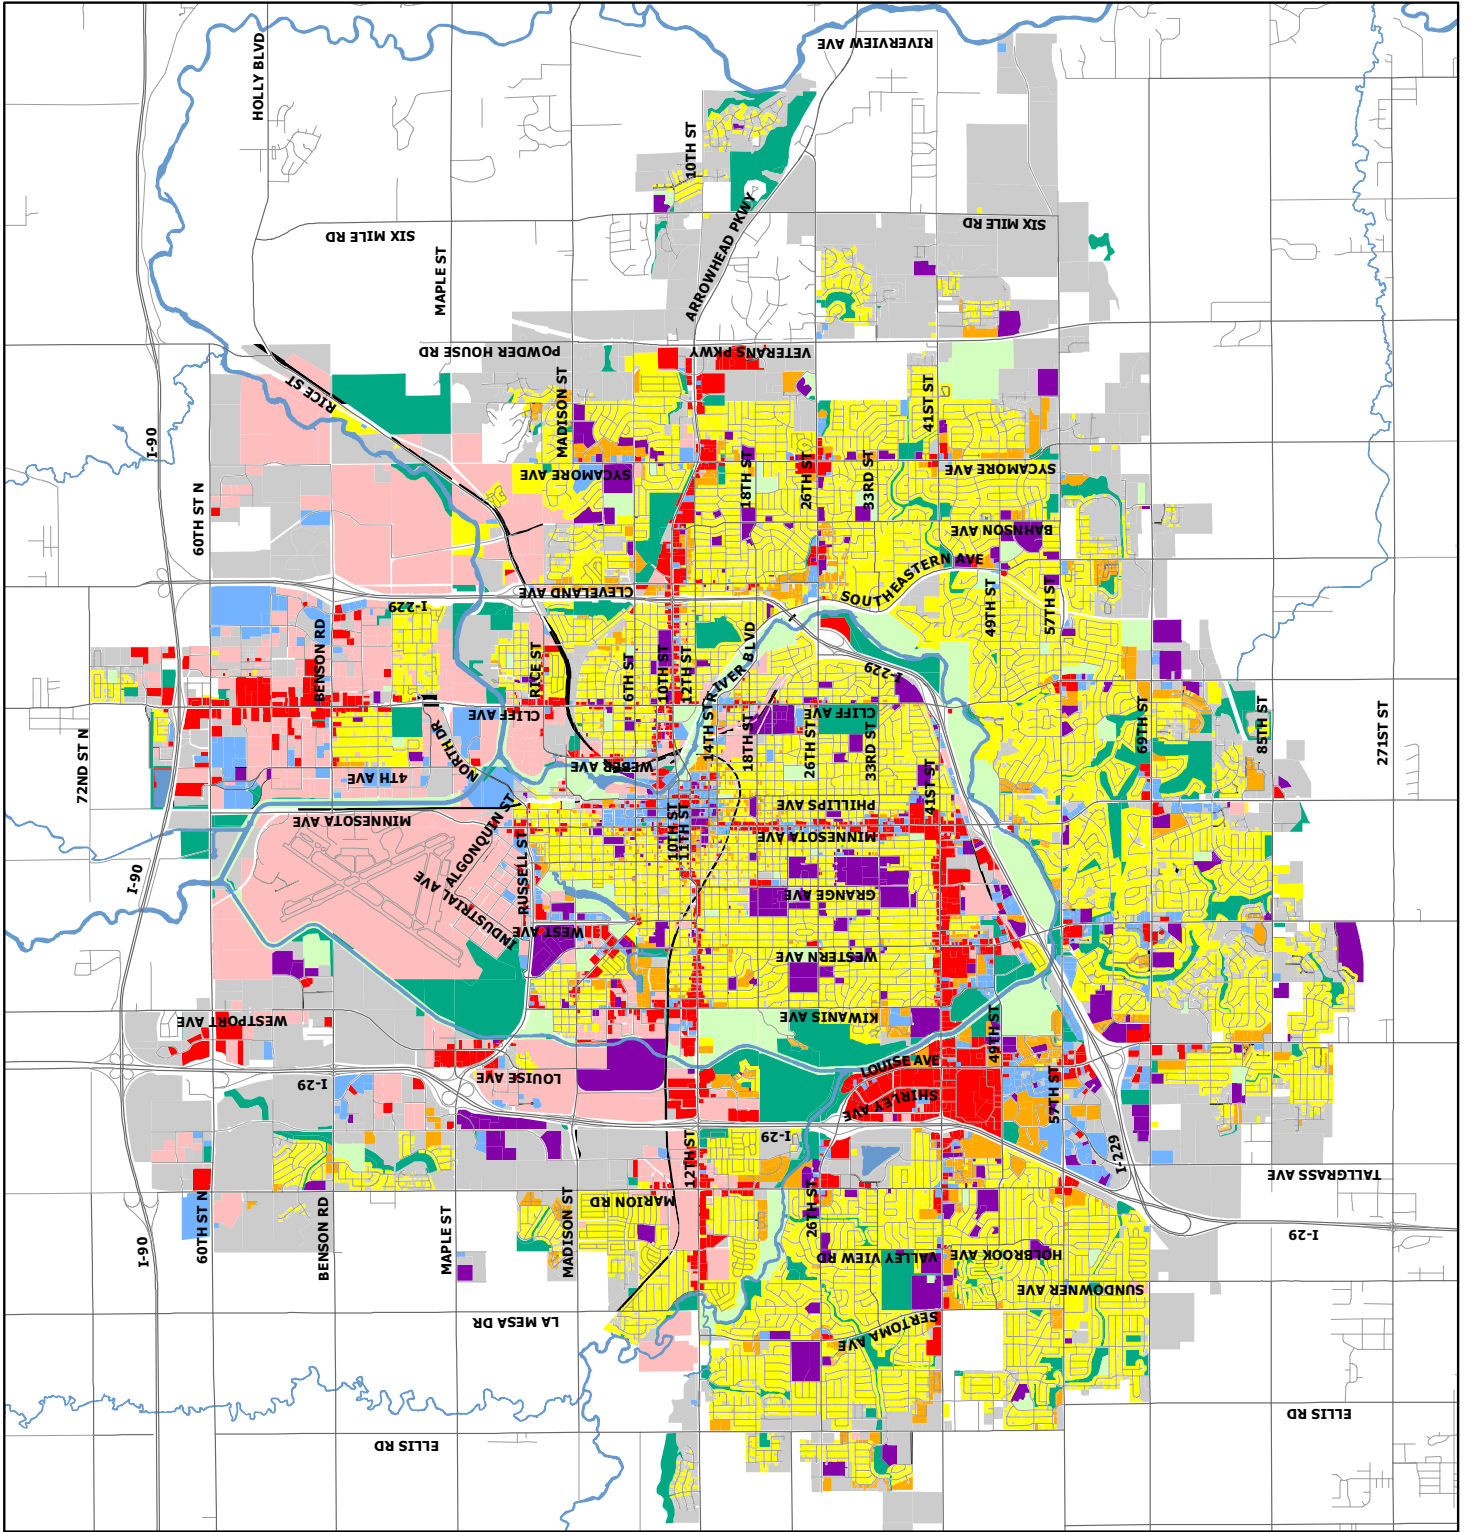 HOLLY BLVD
RIVERVIEW AVE
10TH ST
SIX MILE RD
SIX MILE RD
ARROWHEAD PKWY
MAPLE ST
POWDER HOUSE RD
VETERANS PKWY
RICE ST
MADISON ST
41ST ST
I-90
SYCAMORE AVE
SYCAMORE AVE
SYCAMORE AVE
18TH ST
26TH ST
33RD ST
60TH ST N
BAHNSON AVE
SOUTHEASTERN AVE
CLEVELAND AVE
I-229
49TH ST
57TH ST
BENSON RD
RICE ST
6TH ST
10TH ST
12TH ST
RIVER BLVD
I-229
CLIFF AVE
CLIFF AVE
14TH ST
18TH ST
26TH ST
33RD ST
69TH ST
85TH ST
271ST ST
72ND ST N
NORTH DR
4TH AVE
WEBER AVE
41ST ST
PHILLIPS AVE
MINNESOTA AVE
MINNESOTA AVE
10TH ST
11TH ST
ALGONQUIN ST
RUSSELL ST
I-90
INDUSTRIAL AVE
GRANGE AVE
WEST AVE
WESTERN AVE
WESTPORT AVE
KIWANIS AVE
49TH ST
LOUISE AVE
LOUISE AVE
I-29
SHIRLEY AVE
57TH ST
I-29
I-229
12TH ST
TALLGRASS AVE
MARION RD
26TH ST
60TH ST N
I-90
BENSON RD
MAPLE ST
MADISON ST
VALLEY VIEW RD
HOLBROOK AVE
I-29
SUNDOWNER AVE
LA MESA DR
SERTOMA AVE
ELLIS RD
ELLIS RD